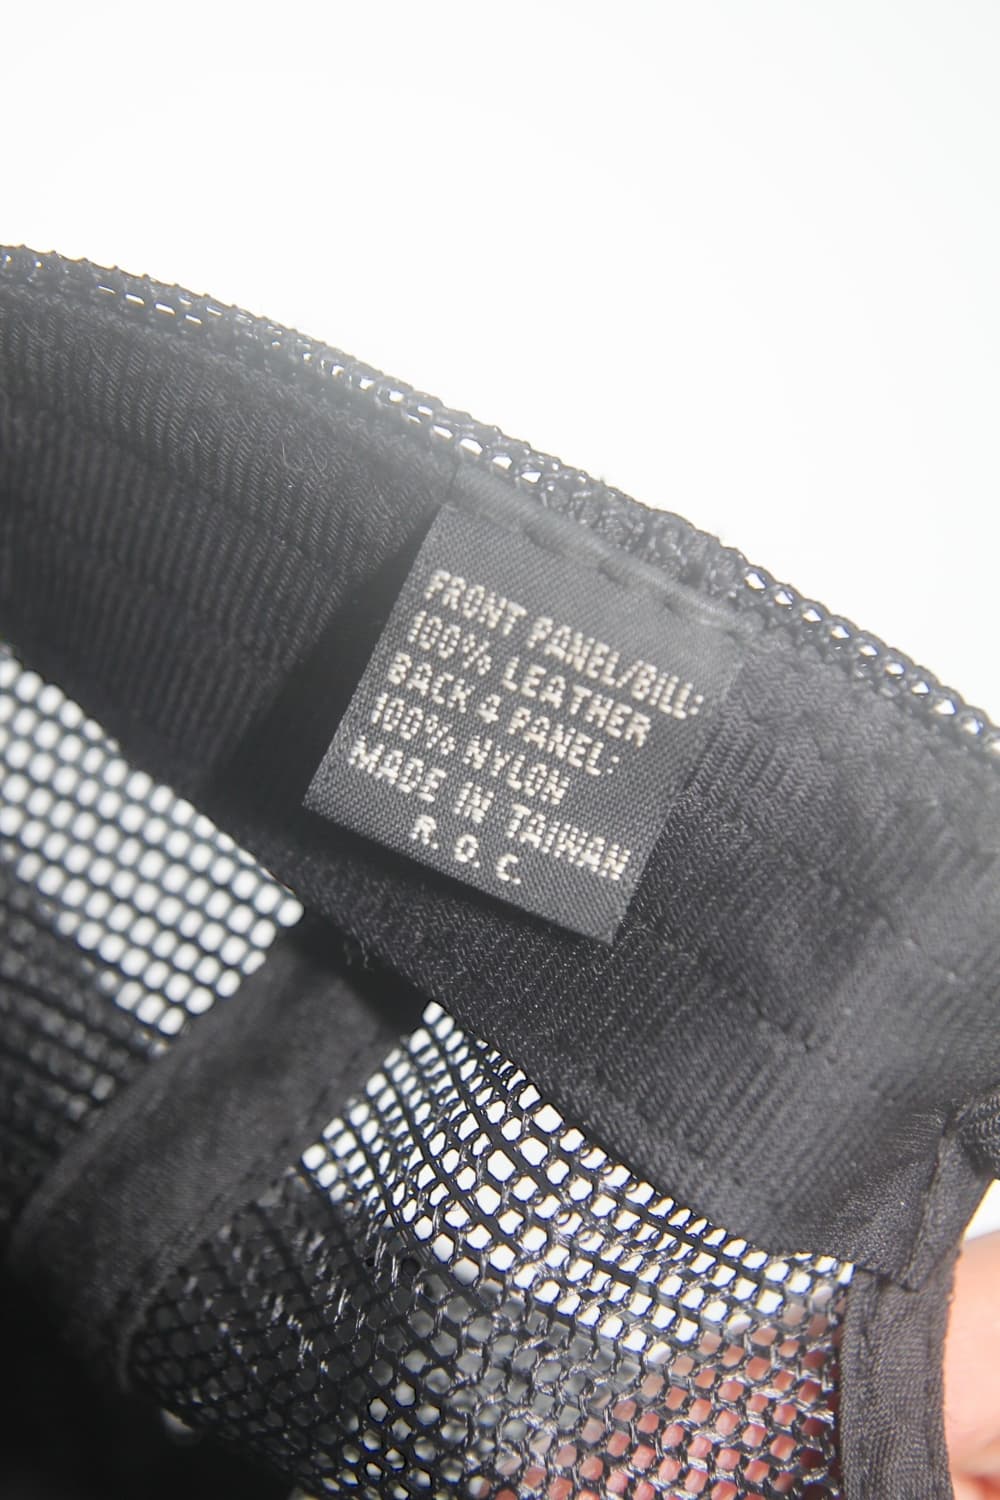 FRONT PANEL/BILL:
100% LEATHER
BACK 4 PANEL:
100% NYLON
MADE IN TAIWAN
R.O.C.